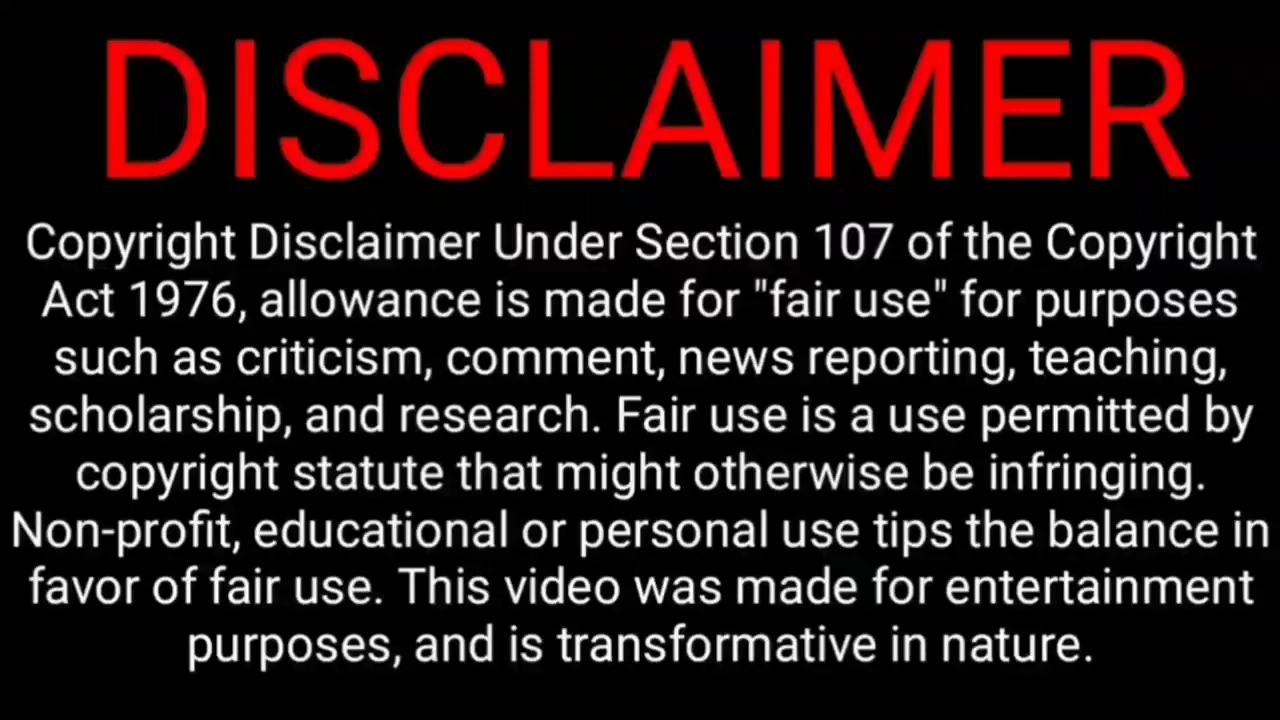 DISCLAIMER
Copyright Disclaimer Under Section 107 of the Copyright
Act 1976, allowance is made for "fair use" for purposes
such as criticism, comment, news reporting, teaching,
scholarship, and research. Fair use is a use permitted by
copyright statute that might otherwise be infringing.
Non-profit, educational or personal use tips the balance in
favor of fair use. This video was made for entertainment
purposes, and is transformative in nature.